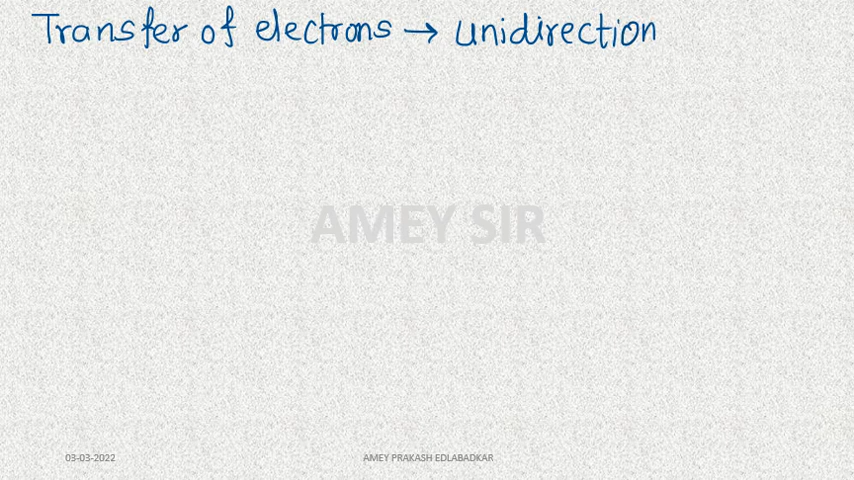 Transfer of electrons → unidirection
AMEY SIR
03-03-2022
AMEY PRAKASH EDLABADKAR